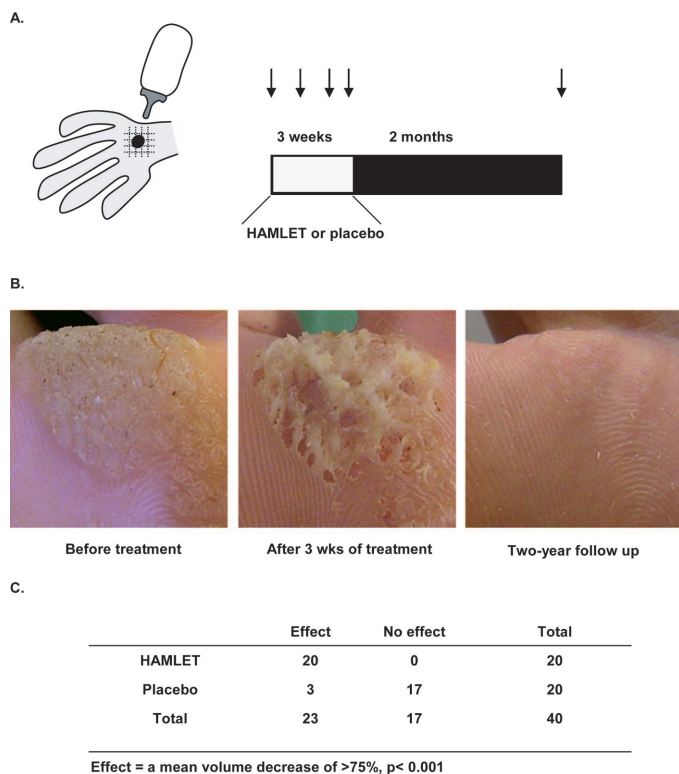 A.
3 weeks 2 months
HAMLET or placebo
B.
Before treatment After 3 wks of treatment Two-year follow up
C.
Effect No effect Total
HAMLET 20 0 20
Placebo 3 17 20
Total 23 17 40
Effect = a mean volume decrease of >75%, p< 0.001